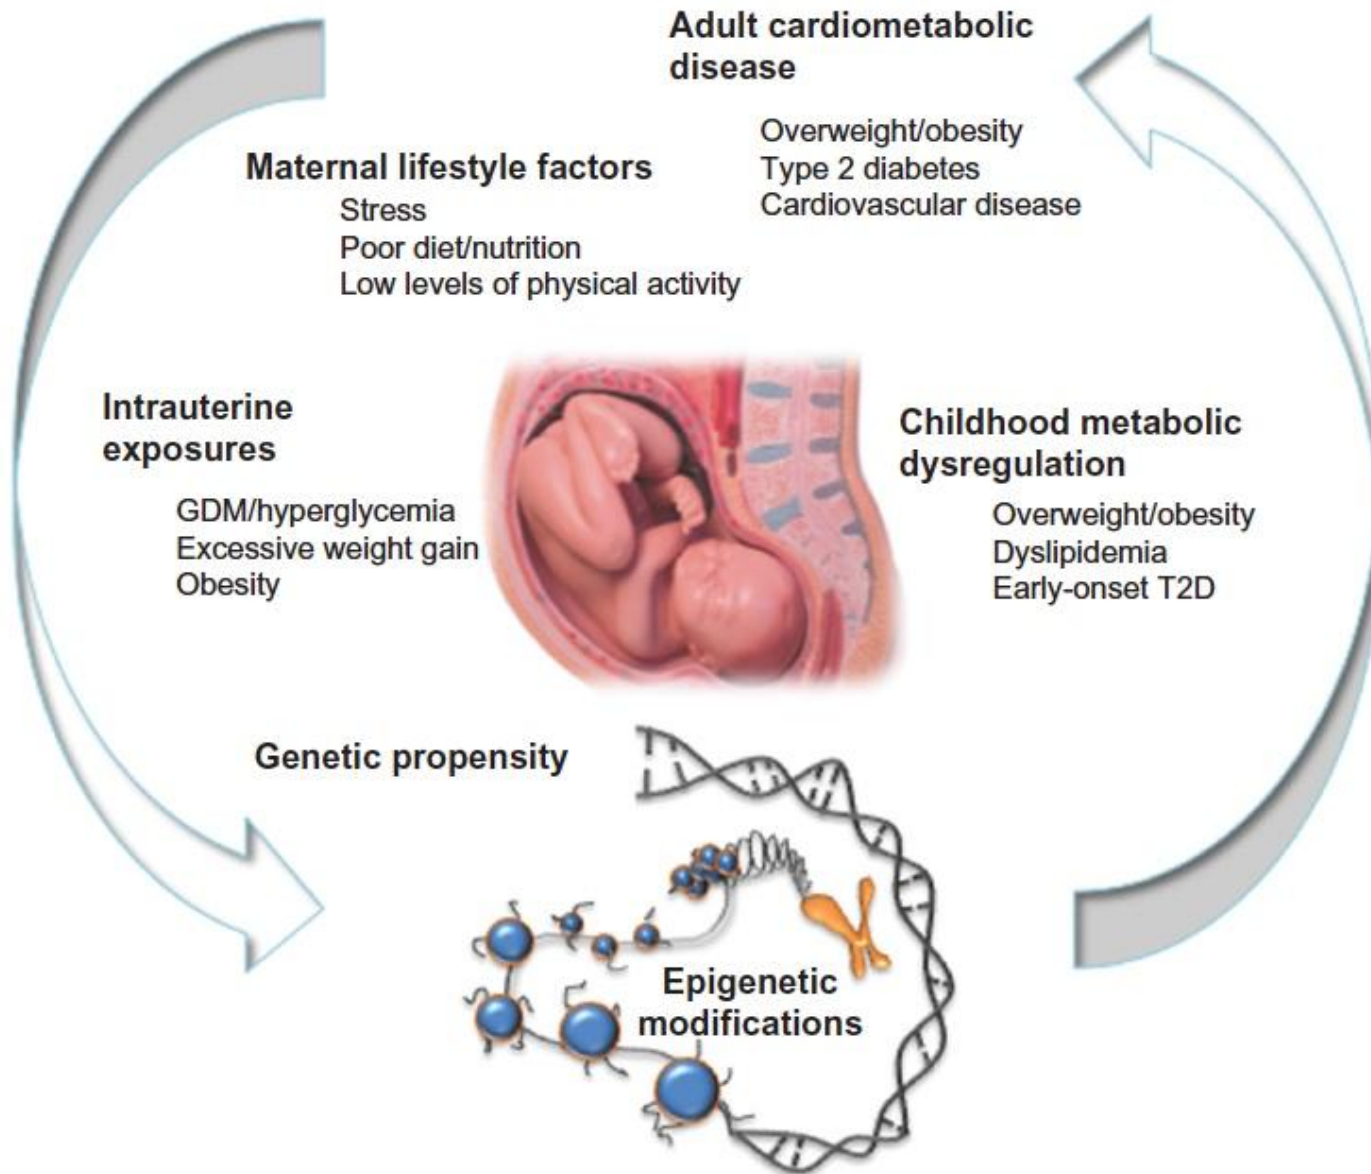 Adult cardiometabolic
disease
Overweight/obesity
Type 2 diabetes
Cardiovascular disease
Maternal lifestyle factors
Stress
Poor diet/nutrition
Low levels of physical activity
Intrauterine
exposures
GDM/hyperglycemia
Excessive weight gain
Obesity
Childhood metabolic
dysregulation
Overweight/obesity
Dyslipidemia
Early-onset T2D
Genetic propensity
Epigenetic
modifications